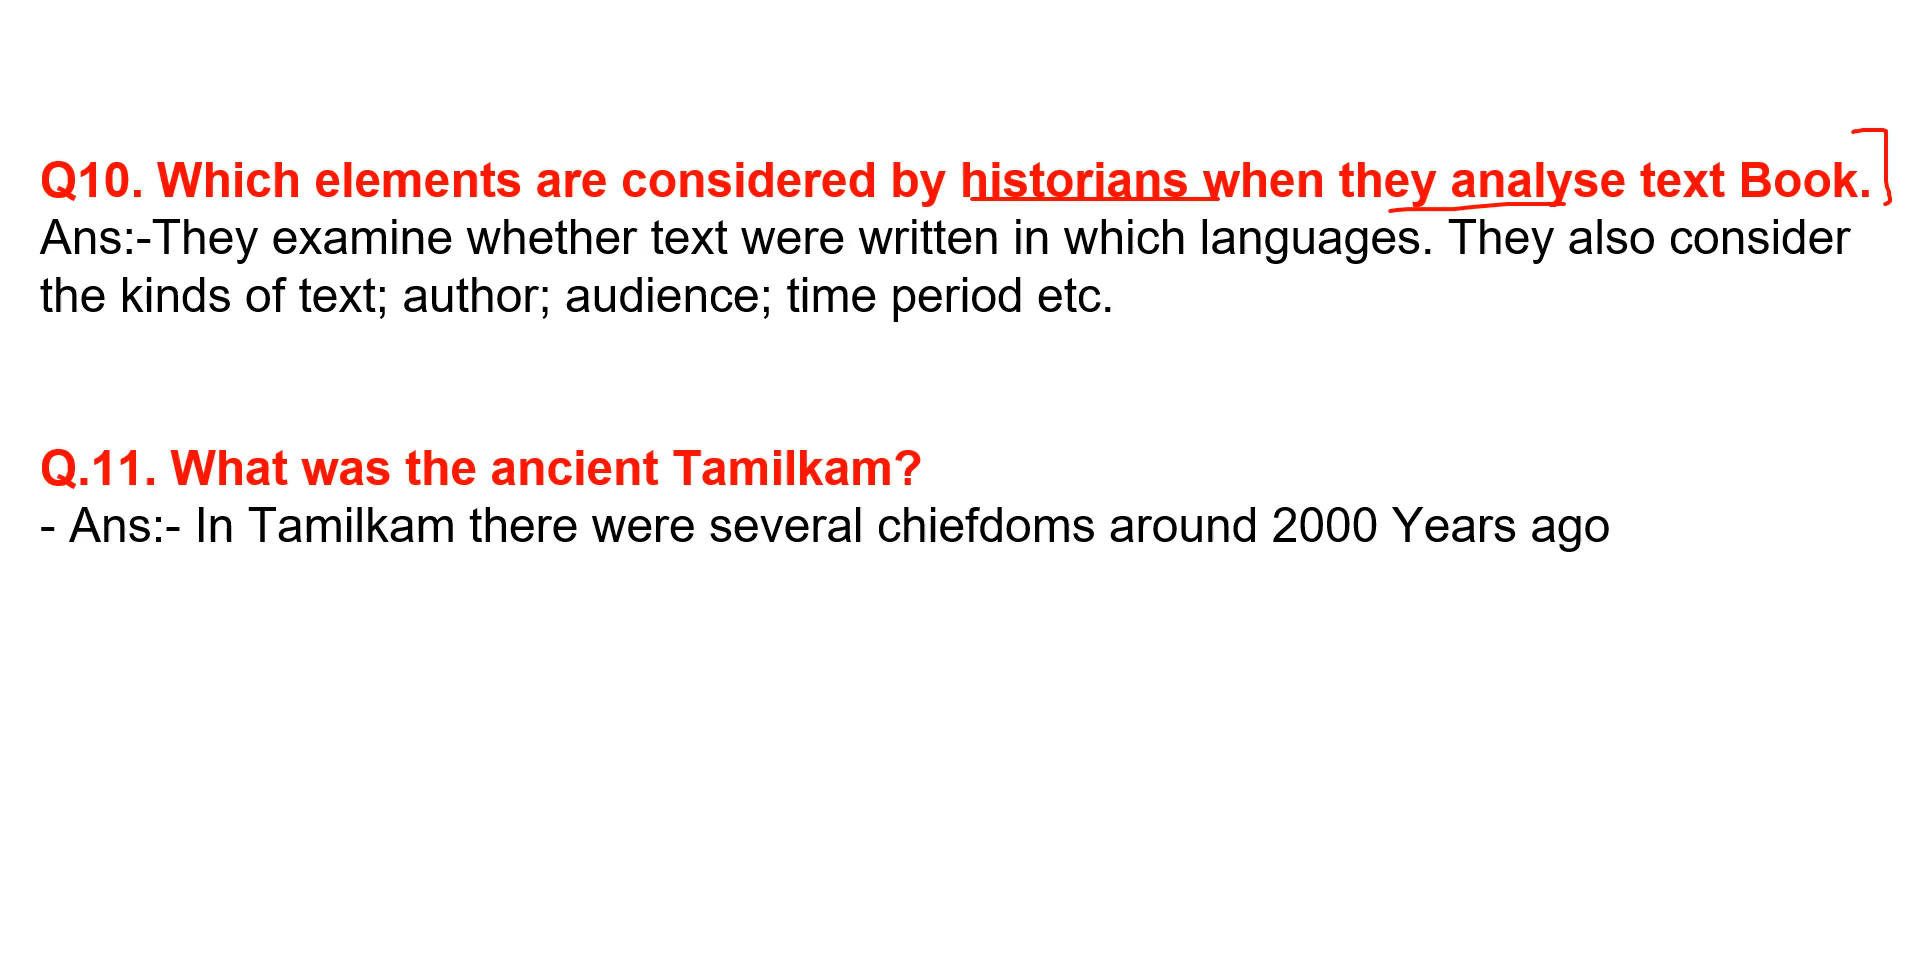 Q10. Which elements are considered by historians when they analyse text Book.
Ans:-They examine whether text were written in which languages. They also consider
the kinds of text; author; audience; time period etc.
Q.11. What was the ancient Tamilkam?
- Ans:- In Tamilkam there were several chiefdoms around 2000 Years ago